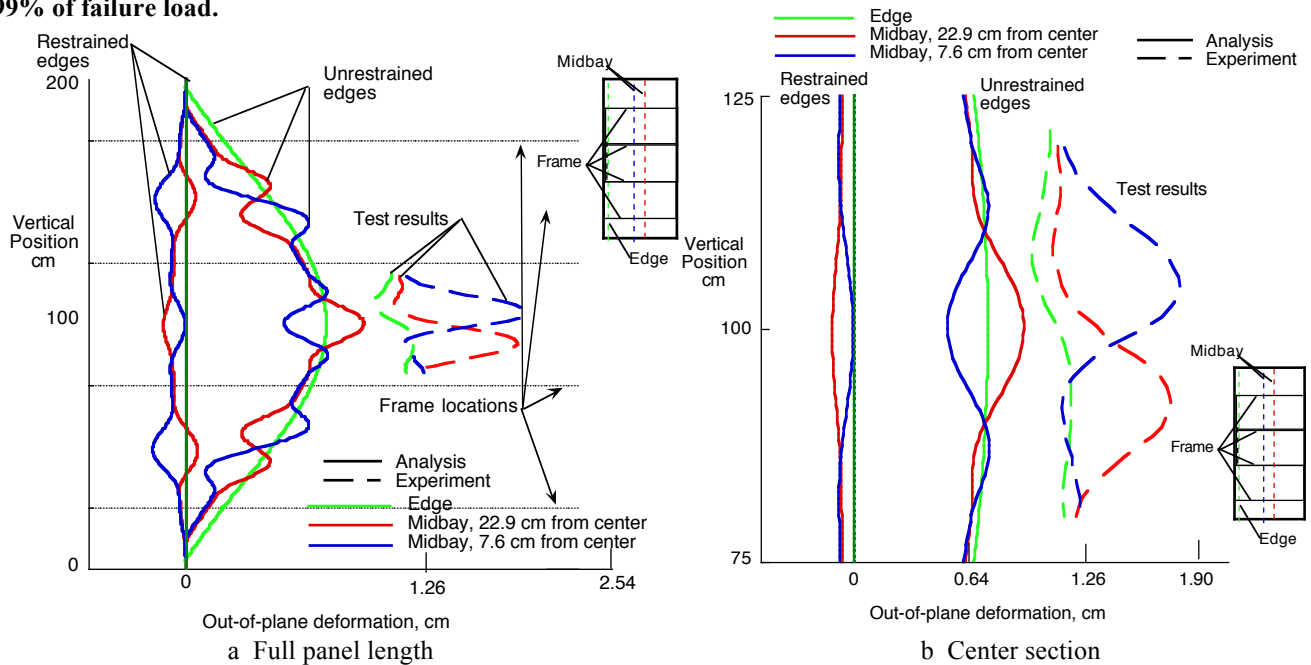 99% of failure load.
Restrained
edges
Unrestrained
edges
Midbay
Frame
Edge
200
Vertical
Position
cm
100
0
Test results
Frame locations
Analysis
Experiment
Edge
Midbay, 22.9 cm from center
Midbay, 7.6 cm from center
0
1.26
2.54
Out-of-plane deformation, cm
a Full panel length
Edge
Midbay, 22.9 cm from center
Midbay, 7.6 cm from center
Analysis
Experiment
Restrained
edges
Unrestrained
edges
125
Vertical
Position
cm
100
75
Test results
Midbay
Frame
Edge
0
0.64
1.26
1.90
Out-of-plane deformation, cm
b Center section